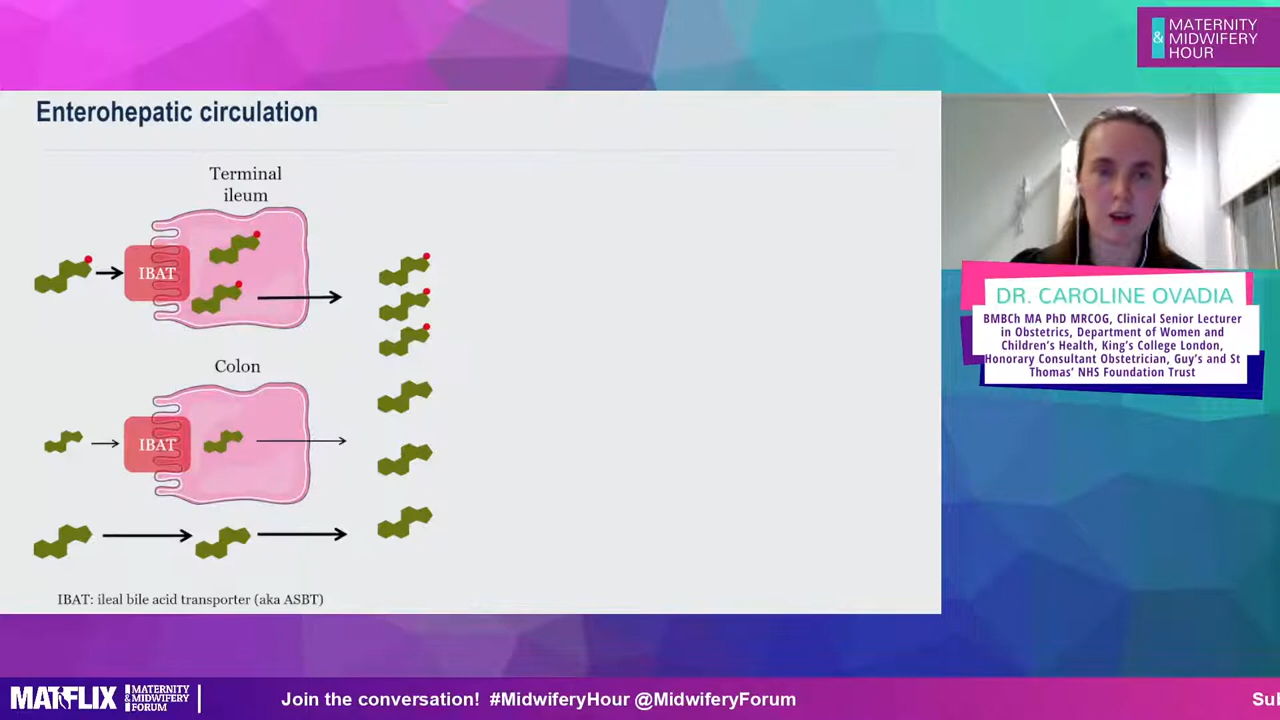 MATERNITY
& MIDWIFERY
HOUR
Enterohepatic circulation
Terminal
ileum
IBAT
Colon
IBAT
IBAT: ileal bile acid transporter (aka ASBT)
DR. CAROLINE OVADIA
BMBCh MA PhD MRCOG, Clinical Senior Lecturer
in Obstetrics, Department of Women and
Children's Health, King's College London,
Honorary Consultant Obstetrician, Guy's and St
Thomas' NHS Foundation Trust
MATFLIX
MATERNITY
& MIDWIFERY
FORUM
Join the conversation! #MidwiferyHour @MidwiferyForum